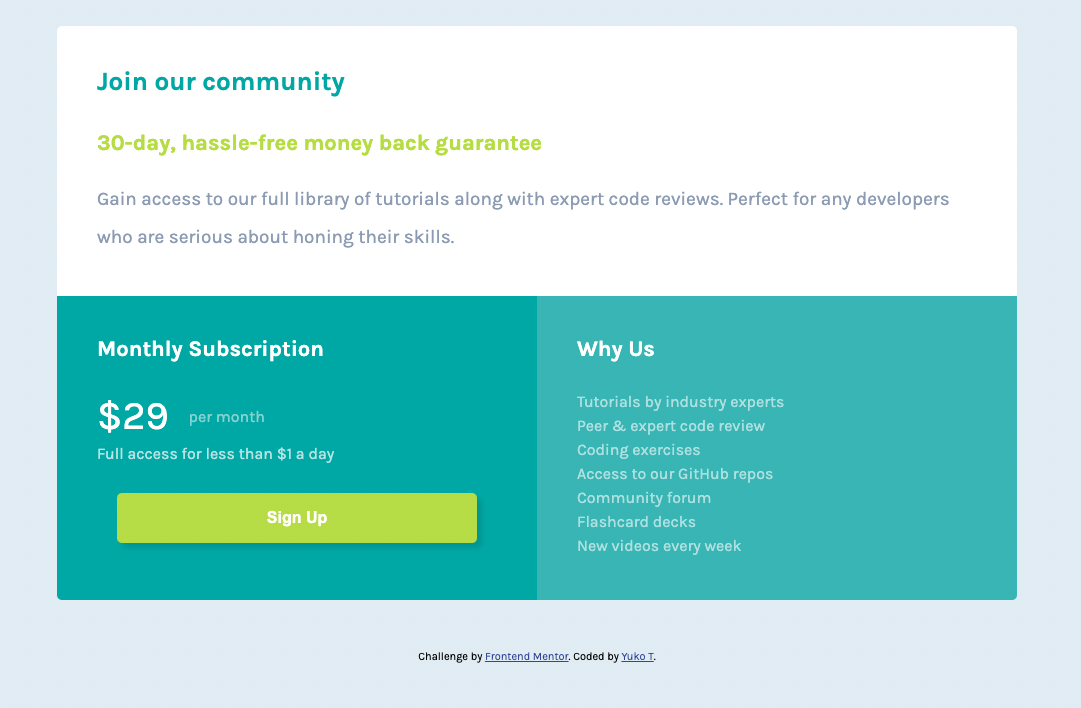 Join our community
30-day, hassle-free money back guarantee
Gain access to our full library of tutorials along with expert code reviews. Perfect for any developers
who are serious about honing their skills.
Monthly Subscription
$29 per month
Full access for less than $1 a day
Sign Up
Why Us
Tutorials by industry experts
Peer & expert code review
Coding exercises
Access to our GitHub repos
Community forum
Flashcard decks
New videos every week
Challenge by Frontend Mentor. Coded by Yuko T.